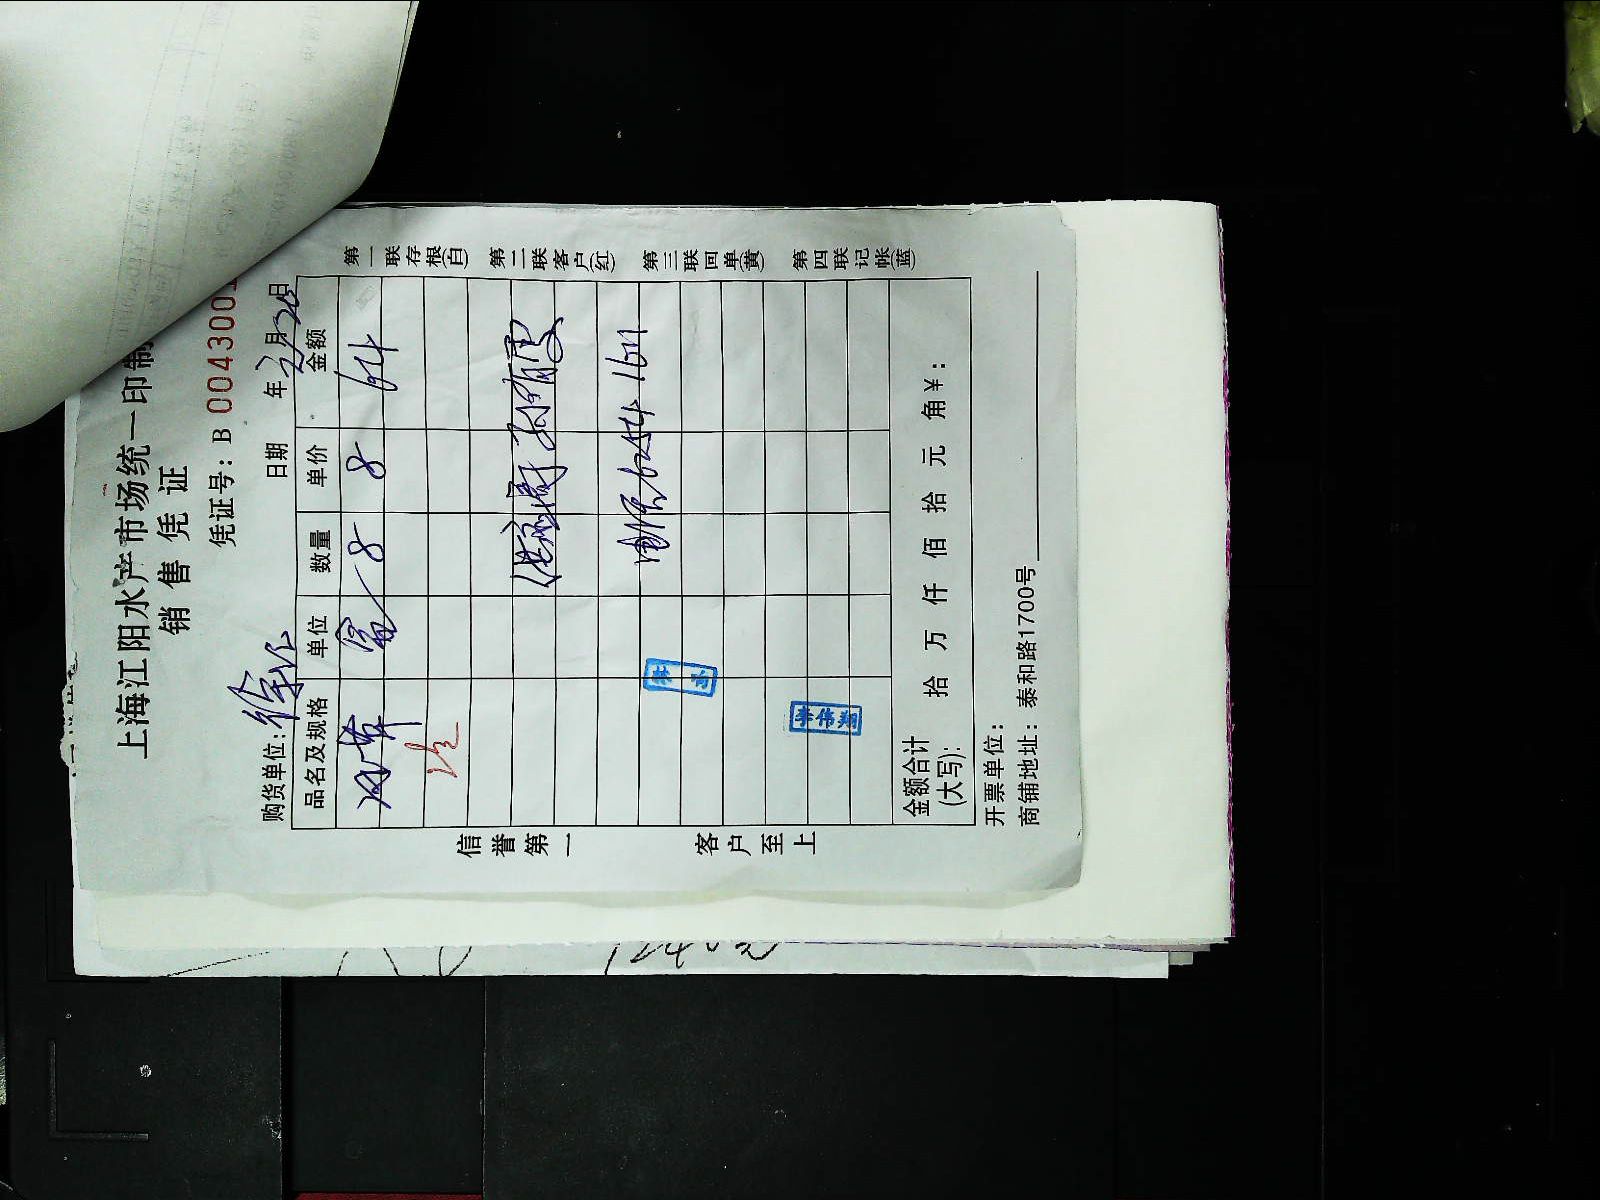 上海江阳水产市场统一印制
销售凭证
凭证号：B 0043001
购货单位：徐
日期 年 月20日
品名及规格 单位 数量 单价 金额
8 8 64
6254 1611
李伟翔
金额合计
(大写): 拾 万 仟 佰 拾 元 角￥:
开票单位：
商铺地址：泰和路1700号
信誉第一 客户至上
第一联存根(白) 第二联客户(红) 第三联回单(黄) 第四联记帐(蓝)